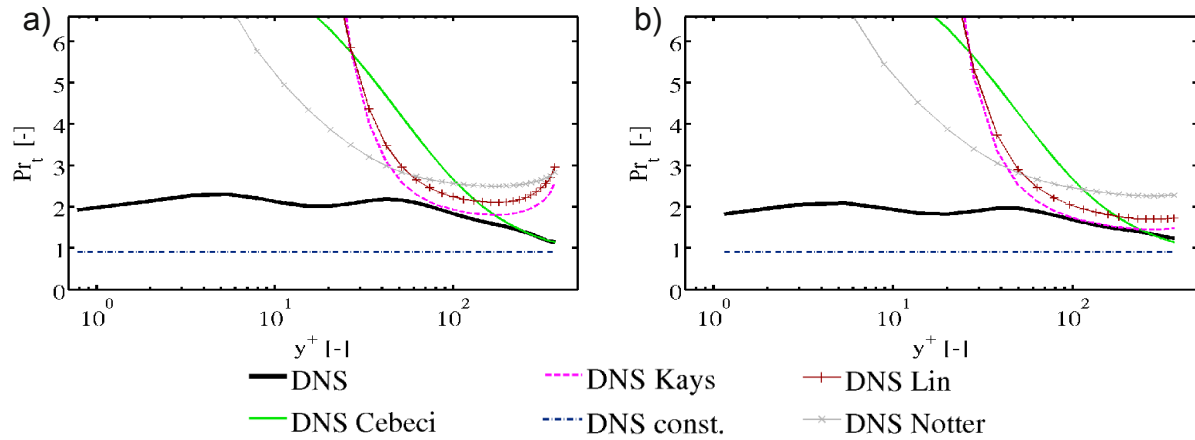 a)
b)
6
5
4
3
2
1
0
Pr_t [-]
10^0
10^1
10^2
y^+ [-]
6
5
4
3
2
1
0
Pr_t [-]
10^0
10^1
10^2
y^+ [-]
DNS
DNS Kays
DNS Lin
DNS Cebeci
DNS const.
DNS Notter